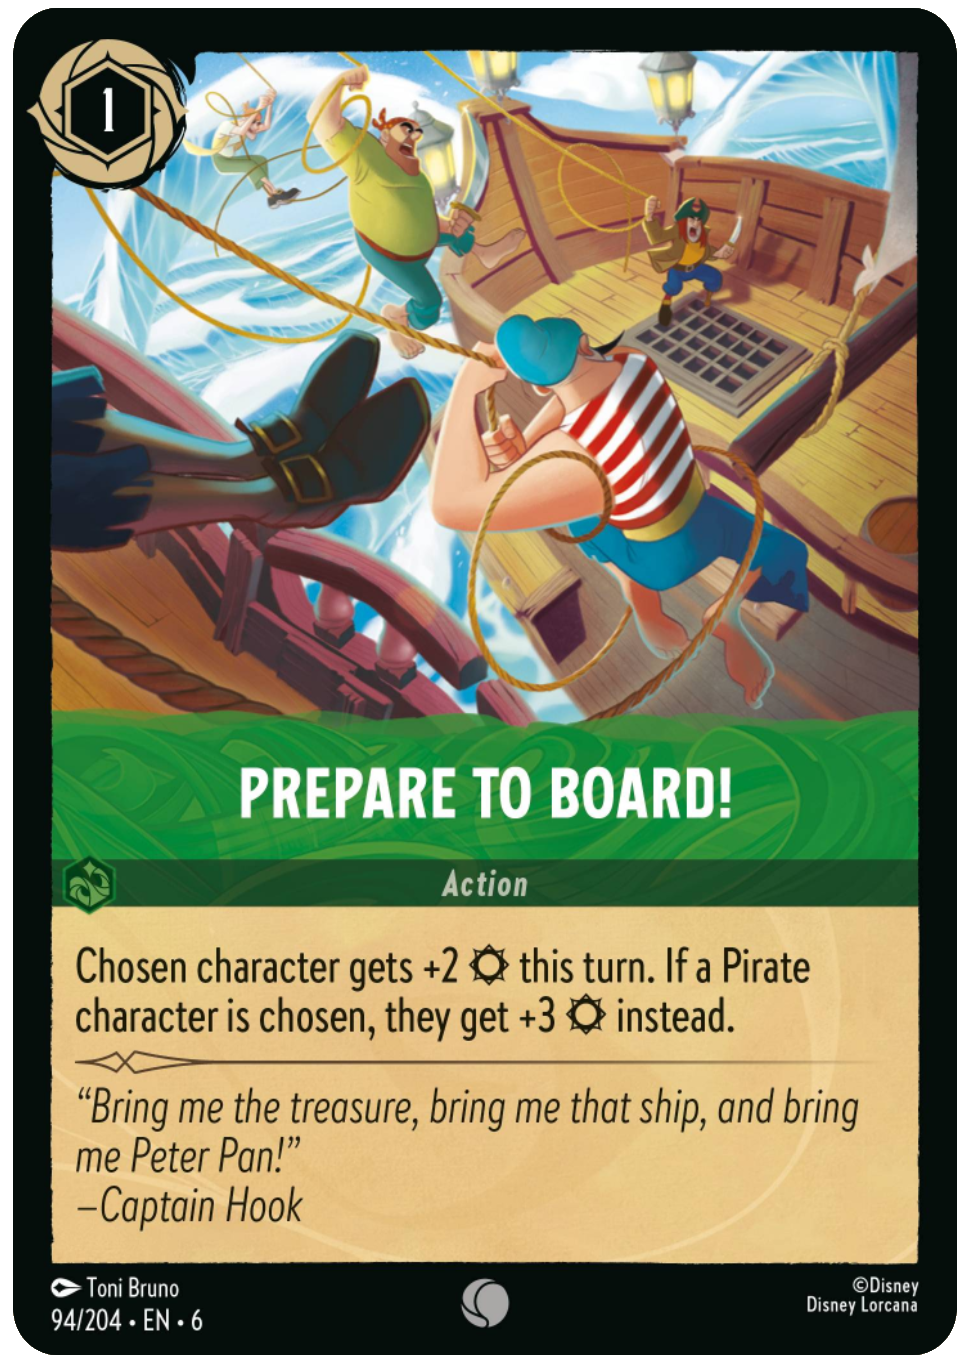 1
PREPARE TO BOARD!
Action
Chosen character gets +2 ⛭ this turn. If a Pirate
character is chosen, they get +3 ⛭ instead.
“Bring me the treasure, bring me that ship, and bring
me Peter Pan!”
–Captain Hook
Toni Bruno
94/204 • EN • 6
©Disney
Disney Lorcana